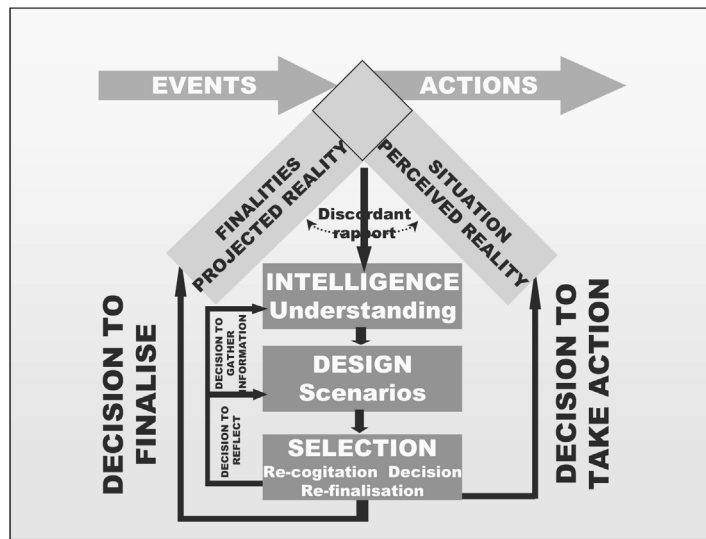 EVENTS
ACTIONS
FINALITIES
PROJECTED REALITY
SITUATION
PERCEIVED REALITY
Discordant
rapport
INTELLIGENCE
Understanding
DECISION TO
GATHER
INFORMATION
DESIGN
Scenarios
DECISION TO
REFLECT
SELECTION
Re-cogitation Decision
Re-finalisation
DECISION TO
FINALISE
DECISION TO
TAKE ACTION